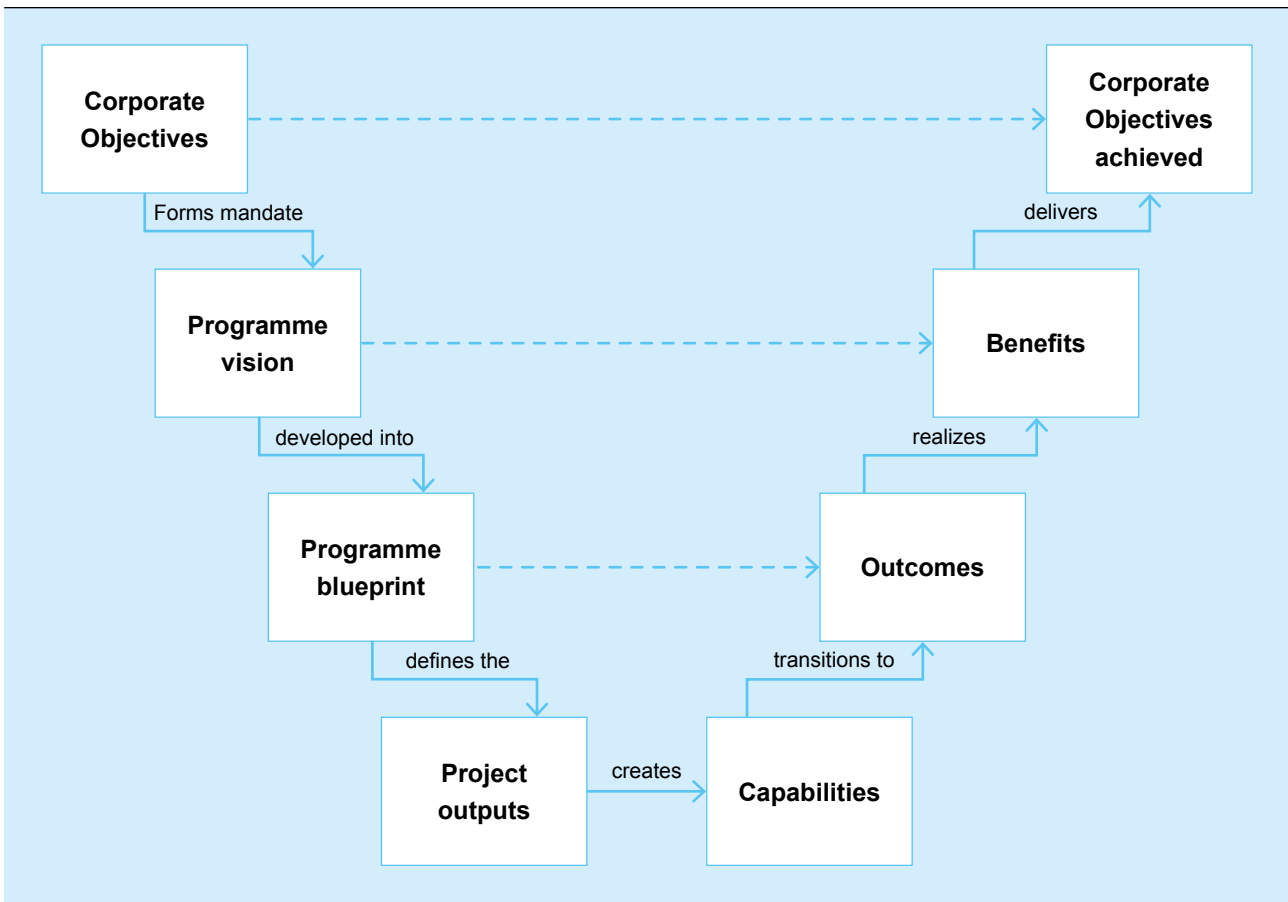 Corporate
Objectives
Corporate
Objectives
achieved
Forms mandate
delivers
Programme
vision
Benefits
developed into
realizes
Programme
blueprint
Outcomes
defines the
transitions to
Project
outputs
creates
Capabilities